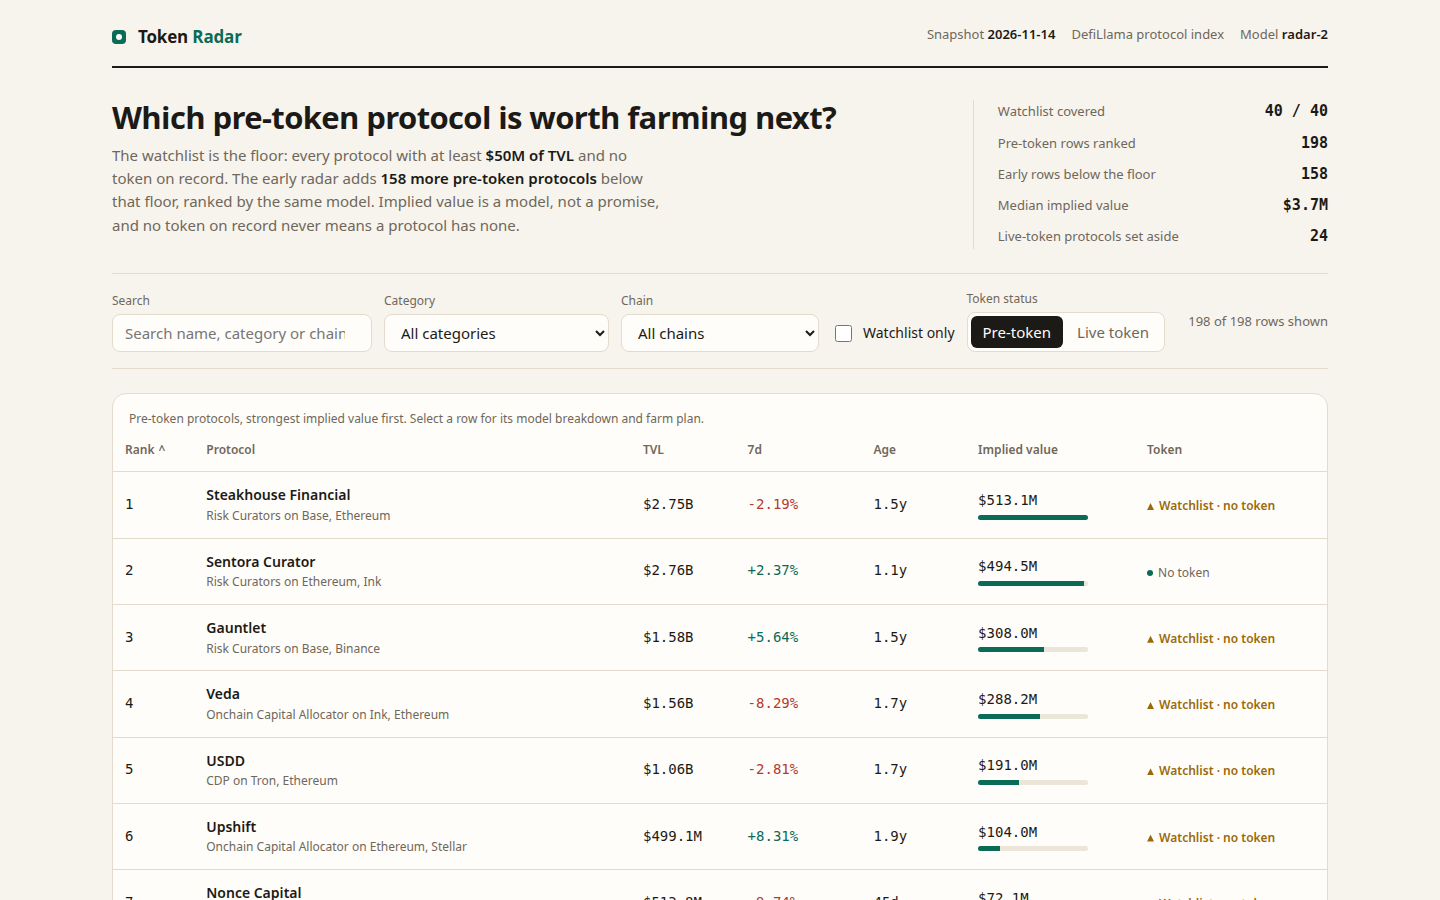 Token Radar
Snapshot 2026-11-14 DefiLlama protocol index Model radar-2
Which pre-token protocol is worth farming next?
The watchlist is the floor: every protocol with at least $50M of TVL and no
token on record. The early radar adds 158 more pre-token protocols below
that floor, ranked by the same model. Implied value is a model, not a promise,
and no token on record never means a protocol has none.
Watchlist covered 40 / 40
Pre-token rows ranked 198
Early rows below the floor 158
Median implied value $3.7M
Live-token protocols set aside 24
Search Category Chain Token status
Search name, category or chain All categories All chains Watchlist only Pre-token Live token 198 of 198 rows shown
Pre-token protocols, strongest implied value first. Select a row for its model breakdown and farm plan.
Rank ^ Protocol TVL 7d Age Implied value Token
1 Steakhouse Financial $2.75B -2.19% 1.5y $513.1M ▲ Watchlist · no token
Risk Curators on Base, Ethereum
2 Sentora Curator $2.76B +2.37% 1.1y $494.5M ● No token
Risk Curators on Ethereum, Ink
3 Gauntlet $1.58B +5.64% 1.5y $308.0M ▲ Watchlist · no token
Risk Curators on Base, Binance
4 Veda $1.56B -8.29% 1.7y $288.2M ▲ Watchlist · no token
Onchain Capital Allocator on Ink, Ethereum
5 USDD $1.06B -2.81% 1.7y $191.0M ▲ Watchlist · no token
CDP on Tron, Ethereum
6 Upshift $499.1M +8.31% 1.9y $104.0M ▲ Watchlist · no token
Onchain Capital Allocator on Ethereum, Stellar
Nonce Capital $72.1M